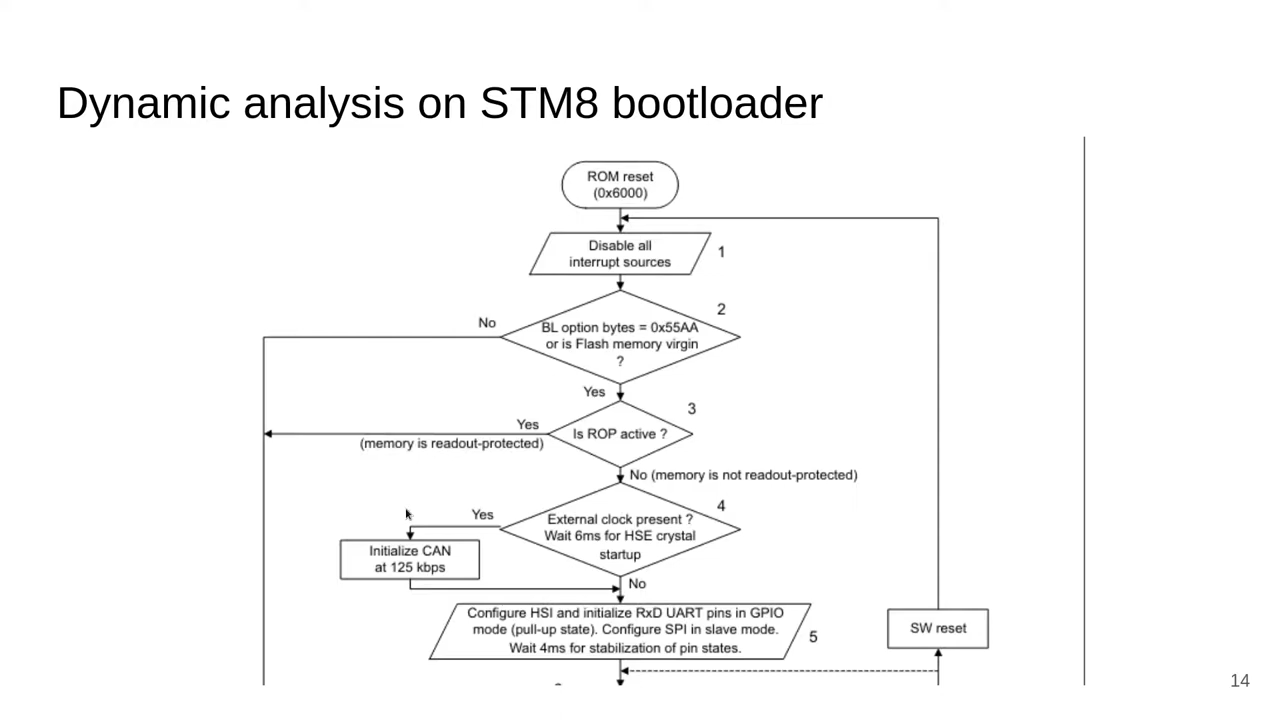 Dynamic analysis on STM8 bootloader
ROM reset
(0x6000)
Disable all
interrupt sources
1
2
No
BL option bytes = 0x55AA
or is Flash memory virgin
?
Yes
3
Yes
Is ROP active ?
(memory is readout-protected)
No (memory is not readout-protected)
4
Yes
External clock present ?
Wait 6ms for HSE crystal
startup
Initialize CAN
at 125 kbps
No
Configure HSI and initialize RxD UART pins in GPIO
mode (pull-up state). Configure SPI in slave mode.
Wait 4ms for stabilization of pin states.
5
SW reset
14